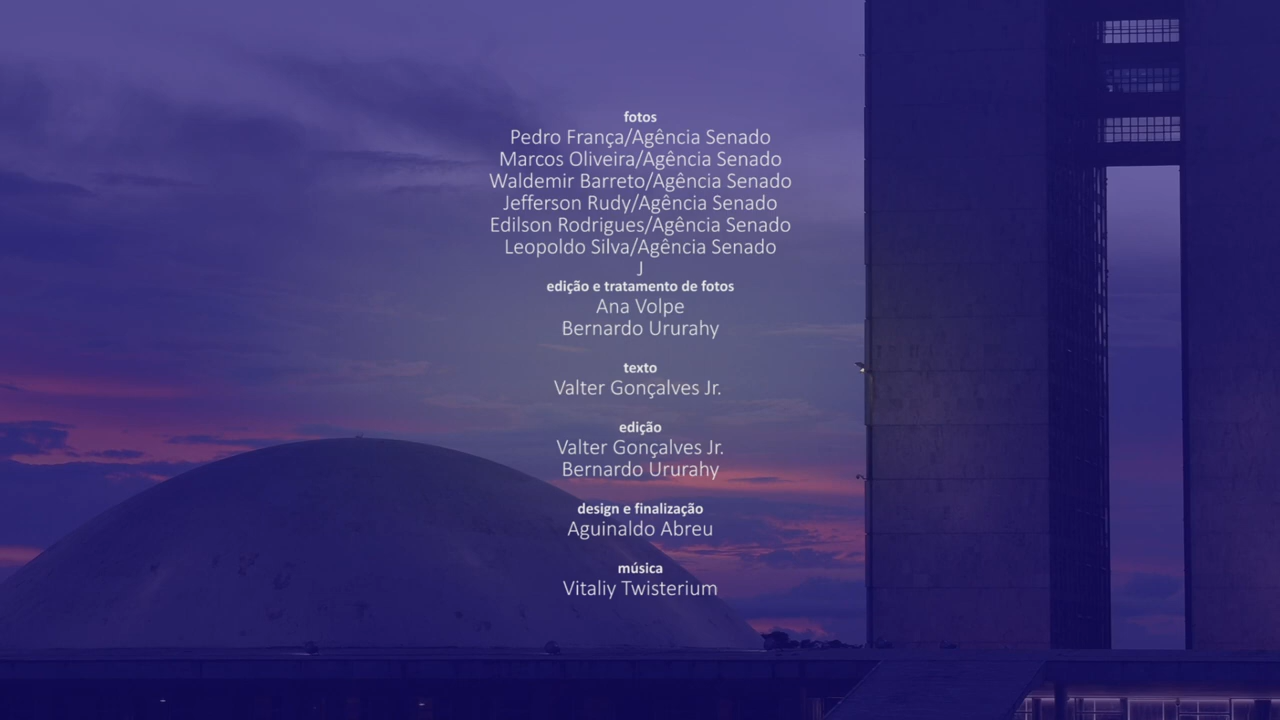 fotos
Pedro França/Agência Senado
Marcos Oliveira/Agência Senado
Waldemir Barreto/Agência Senado
Jefferson Rudy/Agência Senado
Edilson Rodrigues/Agência Senado
Leopoldo Silva/Agência Senado
J
edição e tratamento de fotos
Ana Volpe
Bernardo Ururahy
texto
Valter Gonçalves Jr.
edição
Valter Gonçalves Jr.
Bernardo Ururahy
design e finalização
Aguinaldo Abreu
música
Vitaliy Twisterium